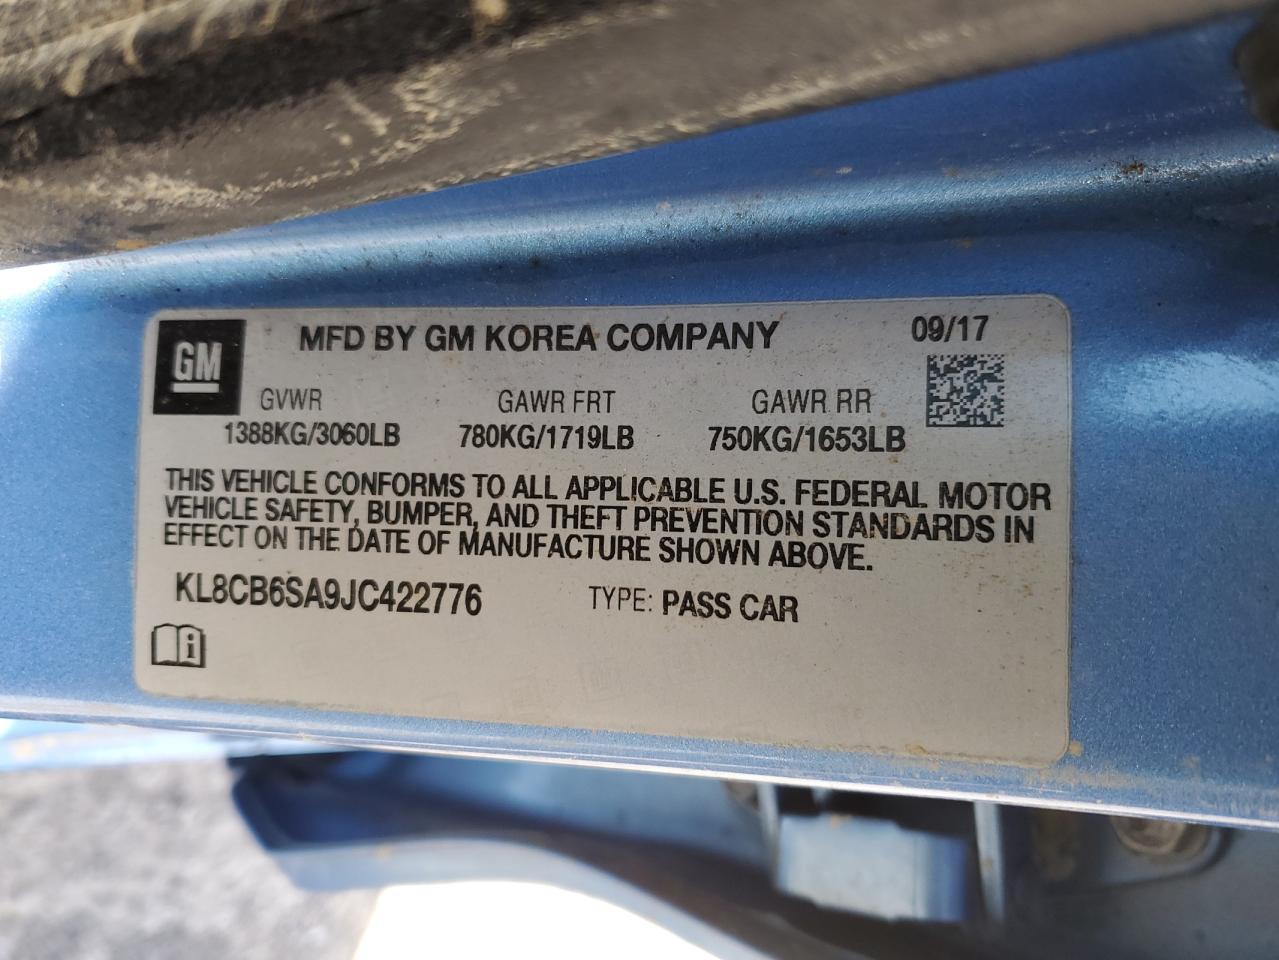 GM
MFD BY GM KOREA COMPANY 09/17
GVWR GAWR FRT GAWR RR
1388KG/3060LB 780KG/1719LB 750KG/1653LB
THIS VEHICLE CONFORMS TO ALL APPLICABLE U.S. FEDERAL MOTOR
VEHICLE SAFETY, BUMPER, AND THEFT PREVENTION STANDARDS IN
EFFECT ON THE DATE OF MANUFACTURE SHOWN ABOVE.
KL8CB6SA9JC422776 TYPE: PASS CAR